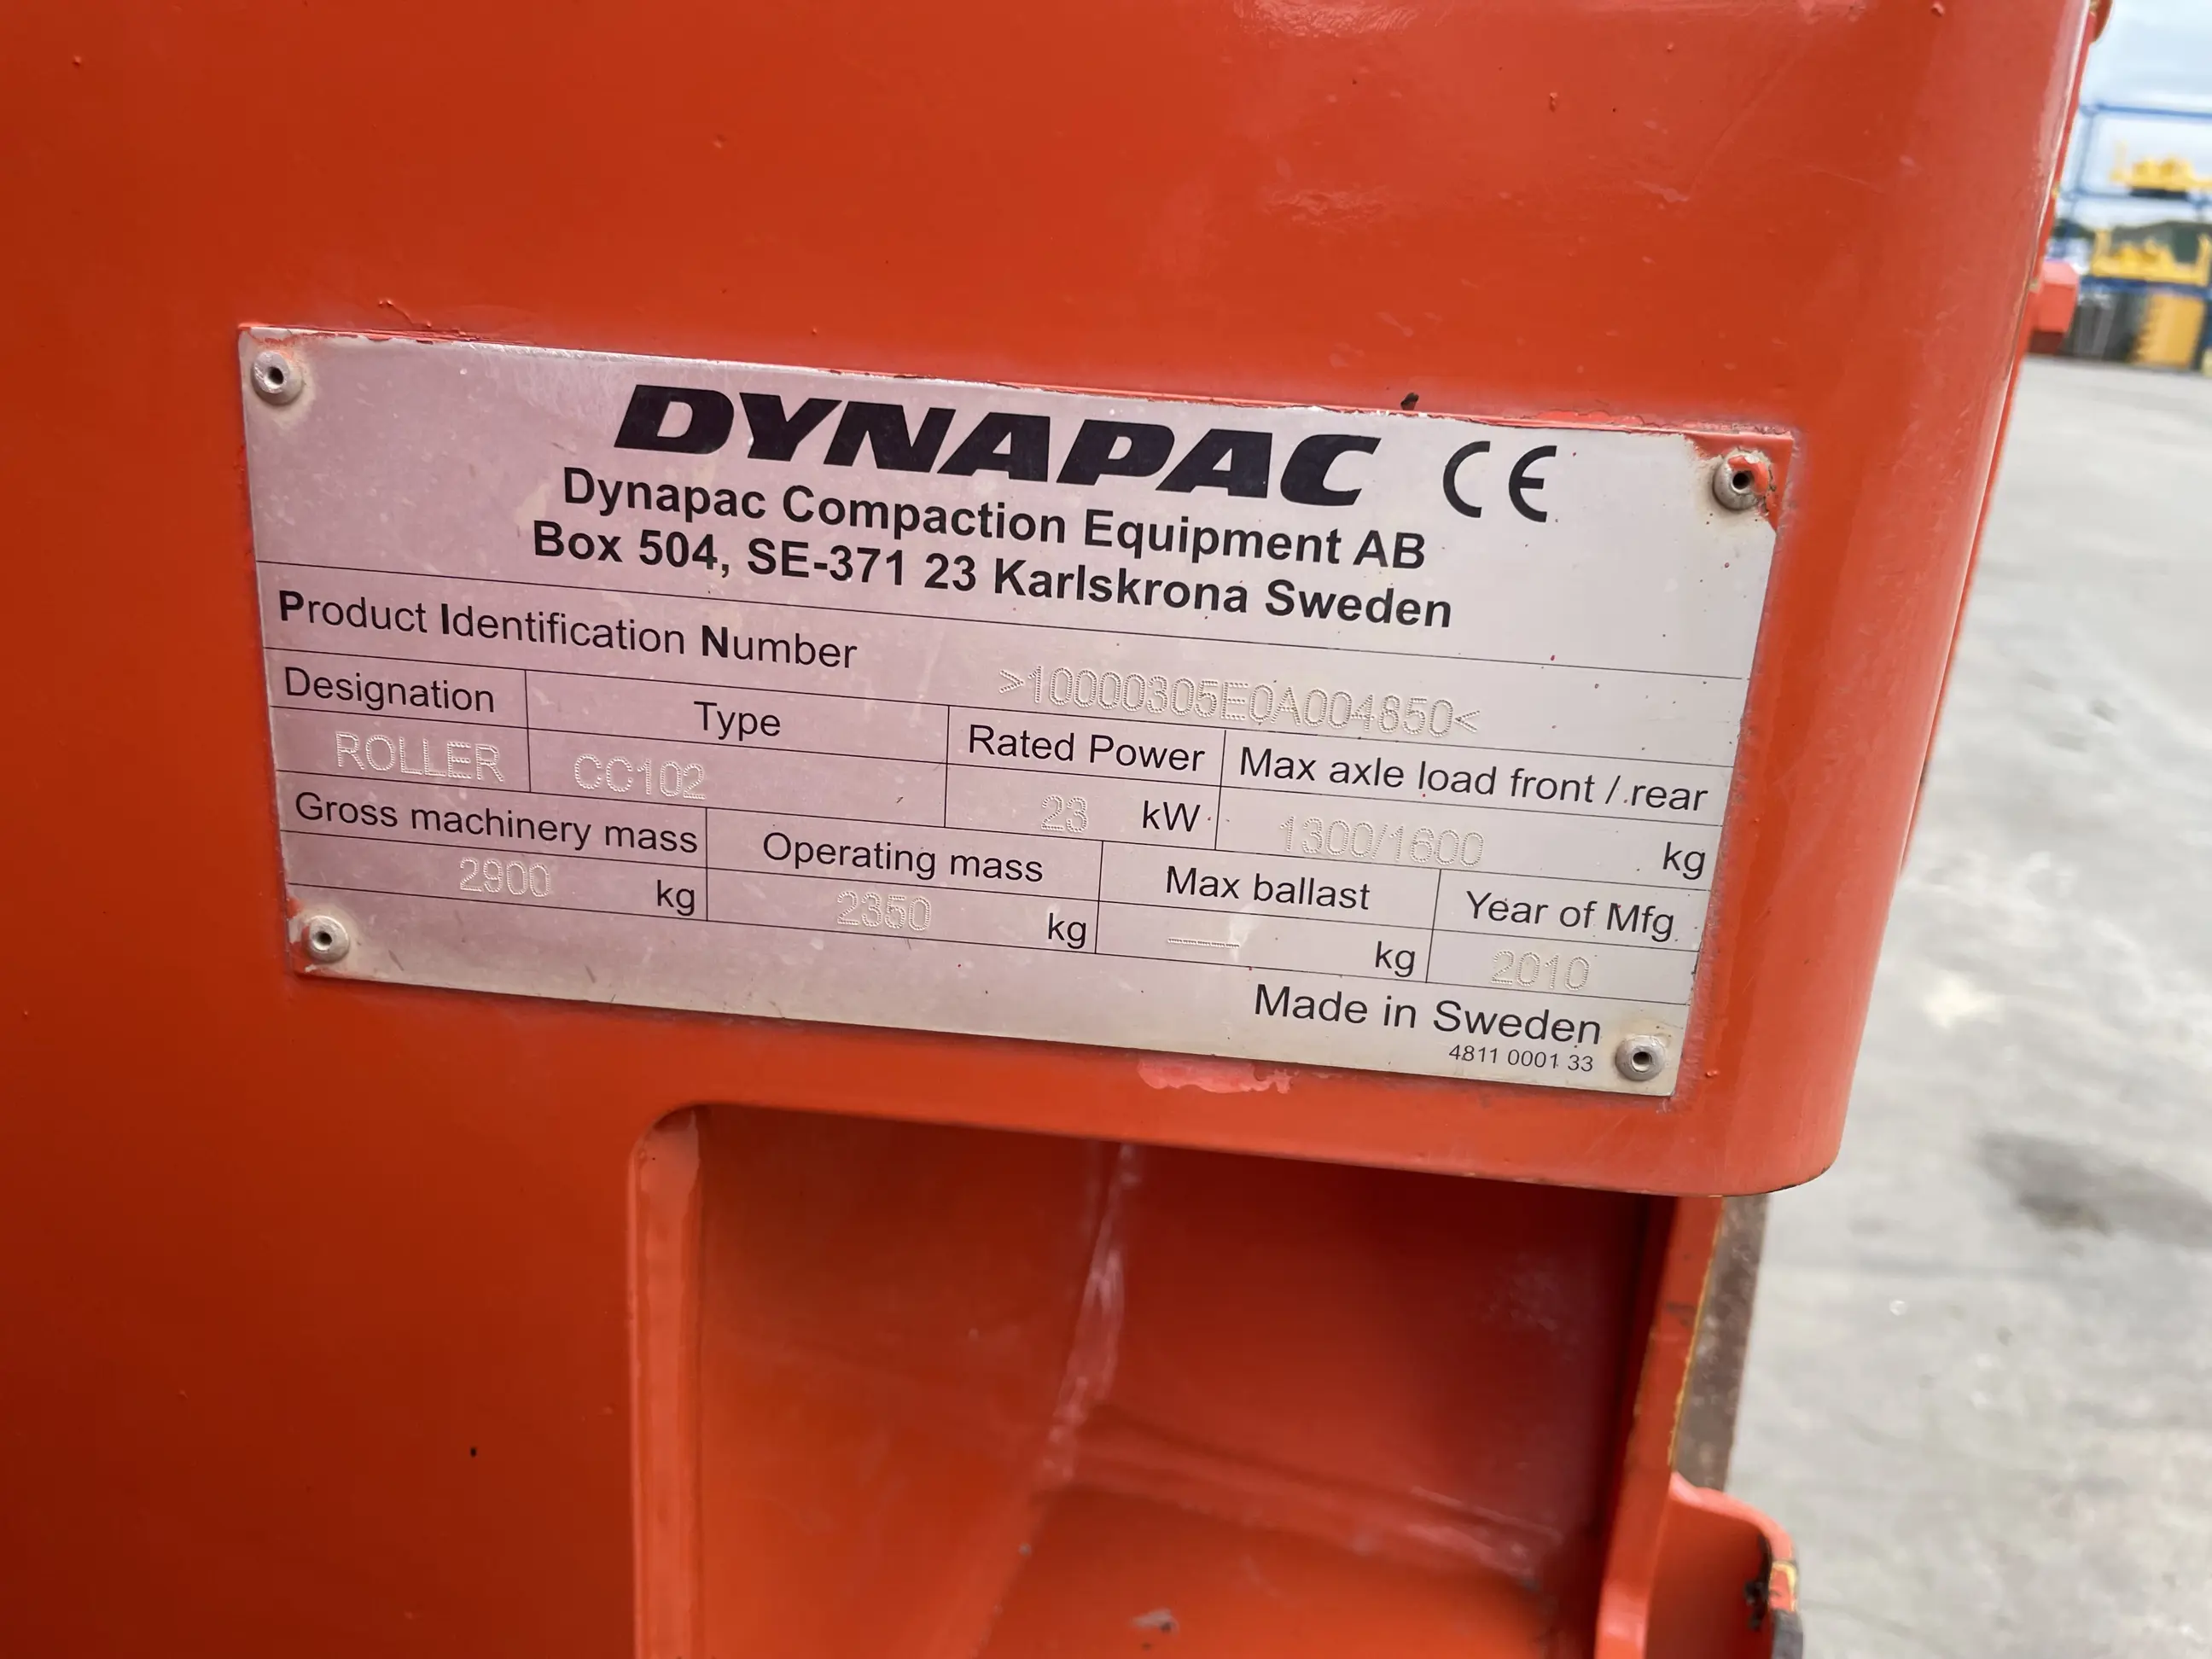 DYNAPAC CE
Dynapac Compaction Equipment AB
Box 504, SE-371 23 Karlskrona Sweden
Product Identification Number >10000305E0A004850<
Designation Type Rated Power Max axle load front / rear
ROLLER CC102 23 kW 1300/1600 kg
Gross machinery mass Operating mass Max ballast Year of Mfg.
2900 kg 2350 kg ---- kg 2010
Made in Sweden
4811 0001 33